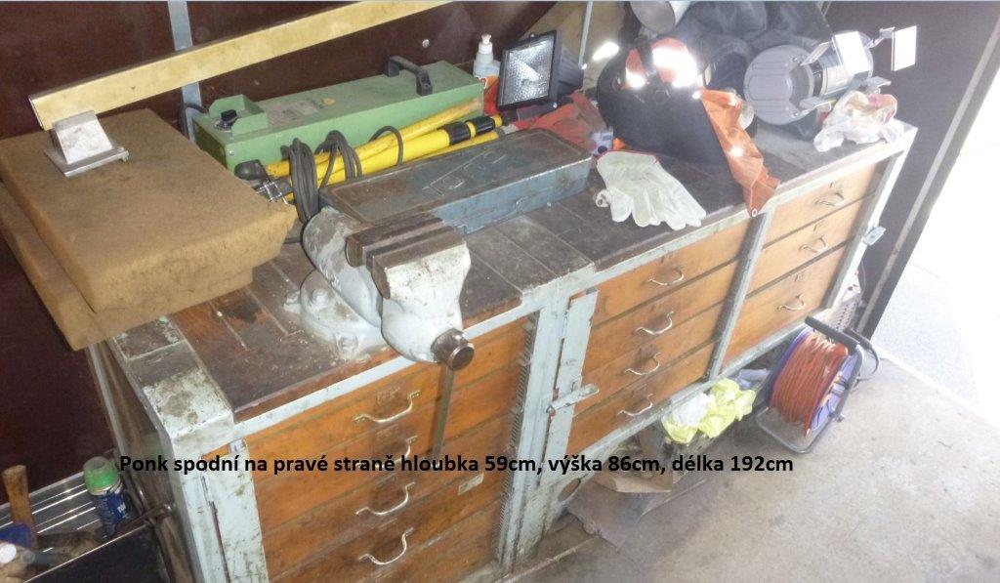 Ponk spodní na pravé straně hloubka 59cm, výška 86cm, délka 192cm